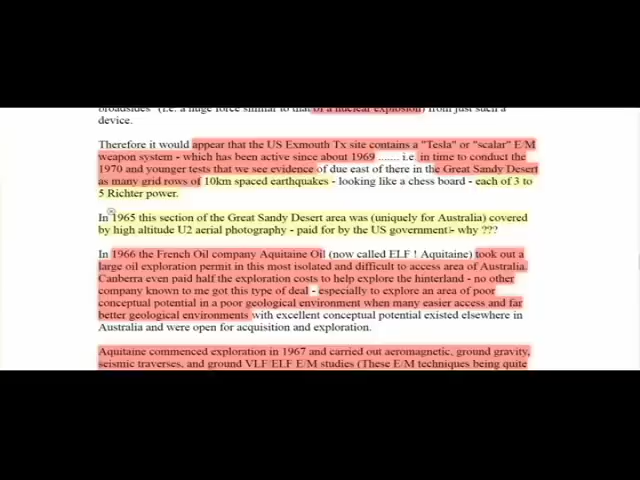 broadsides" (i.e. a huge force similar to that of a nuclear explosion) from just such a
device.
Therefore it would appear that the US Exmouth Tx site contains a "Tesla" or "scalar" E/M
weapon system - which has been active since about 1969 ....... i.e. in time to conduct the
1970 and younger tests that we see evidence of due east of there in the Great Sandy Desert
as many grid rows of 10km spaced earthquakes - looking like a chess board - each of 3 to
5 Richter power.
In 1965 this section of the Great Sandy Desert area was (uniquely for Australia) covered
by high altitude U2 aerial photography - paid for by the US government - why ???
In 1966 the French Oil company Aquitaine Oil (now called ELF ! Aquitaine) took out a
large oil exploration permit in this most isolated and difficult to access area of Australia.
Canberra even paid half the exploration costs to help explore the hinterland - no other
company known to me got this type of deal - especially to explore an area of poor
conceptual potential in a poor geological environment when many easier access and far
better geological environments with excellent conceptual potential existed elsewhere in
Australia and were open for acquisition and exploration.
Aquitaine commenced exploration in 1967 and carried out aeromagnetic, ground gravity,
seismic traverses, and ground VLF/ELF E/M studies (These E/M techniques being quite